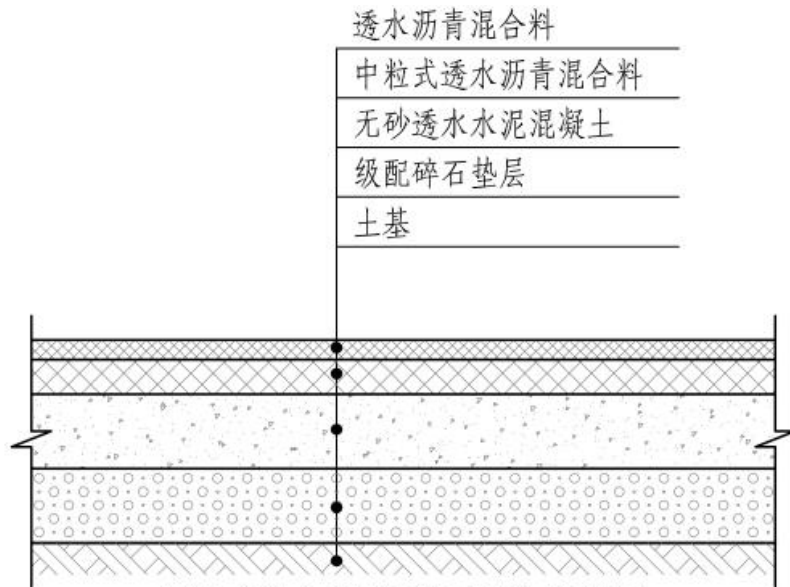 透水沥青混合料
中粒式透水沥青混合料
无砂透水水泥混凝土
级配碎石垫层
土基